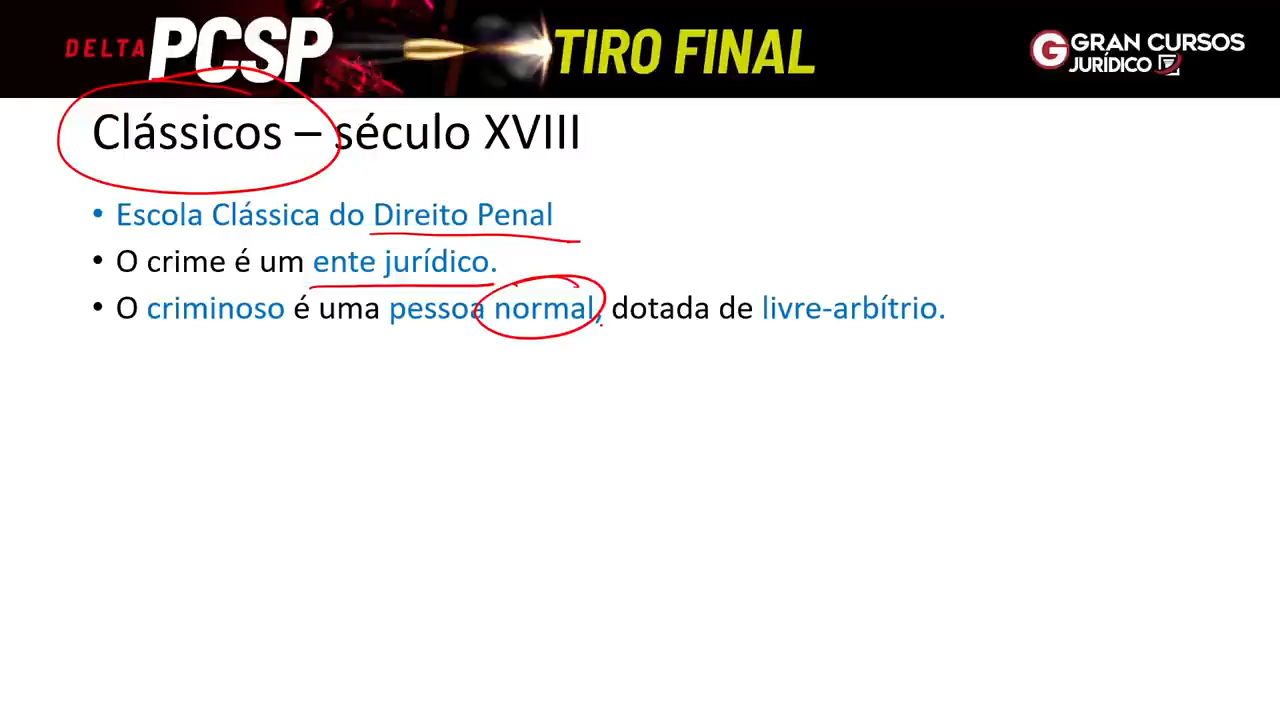 DELTA PCSP TIRO FINAL GRAN CURSOS JURÍDICO
Clássicos – século XVIII
• Escola Clássica do Direito Penal
• O crime é um ente jurídico.
• O criminoso é uma pessoa normal, dotada de livre-arbítrio.